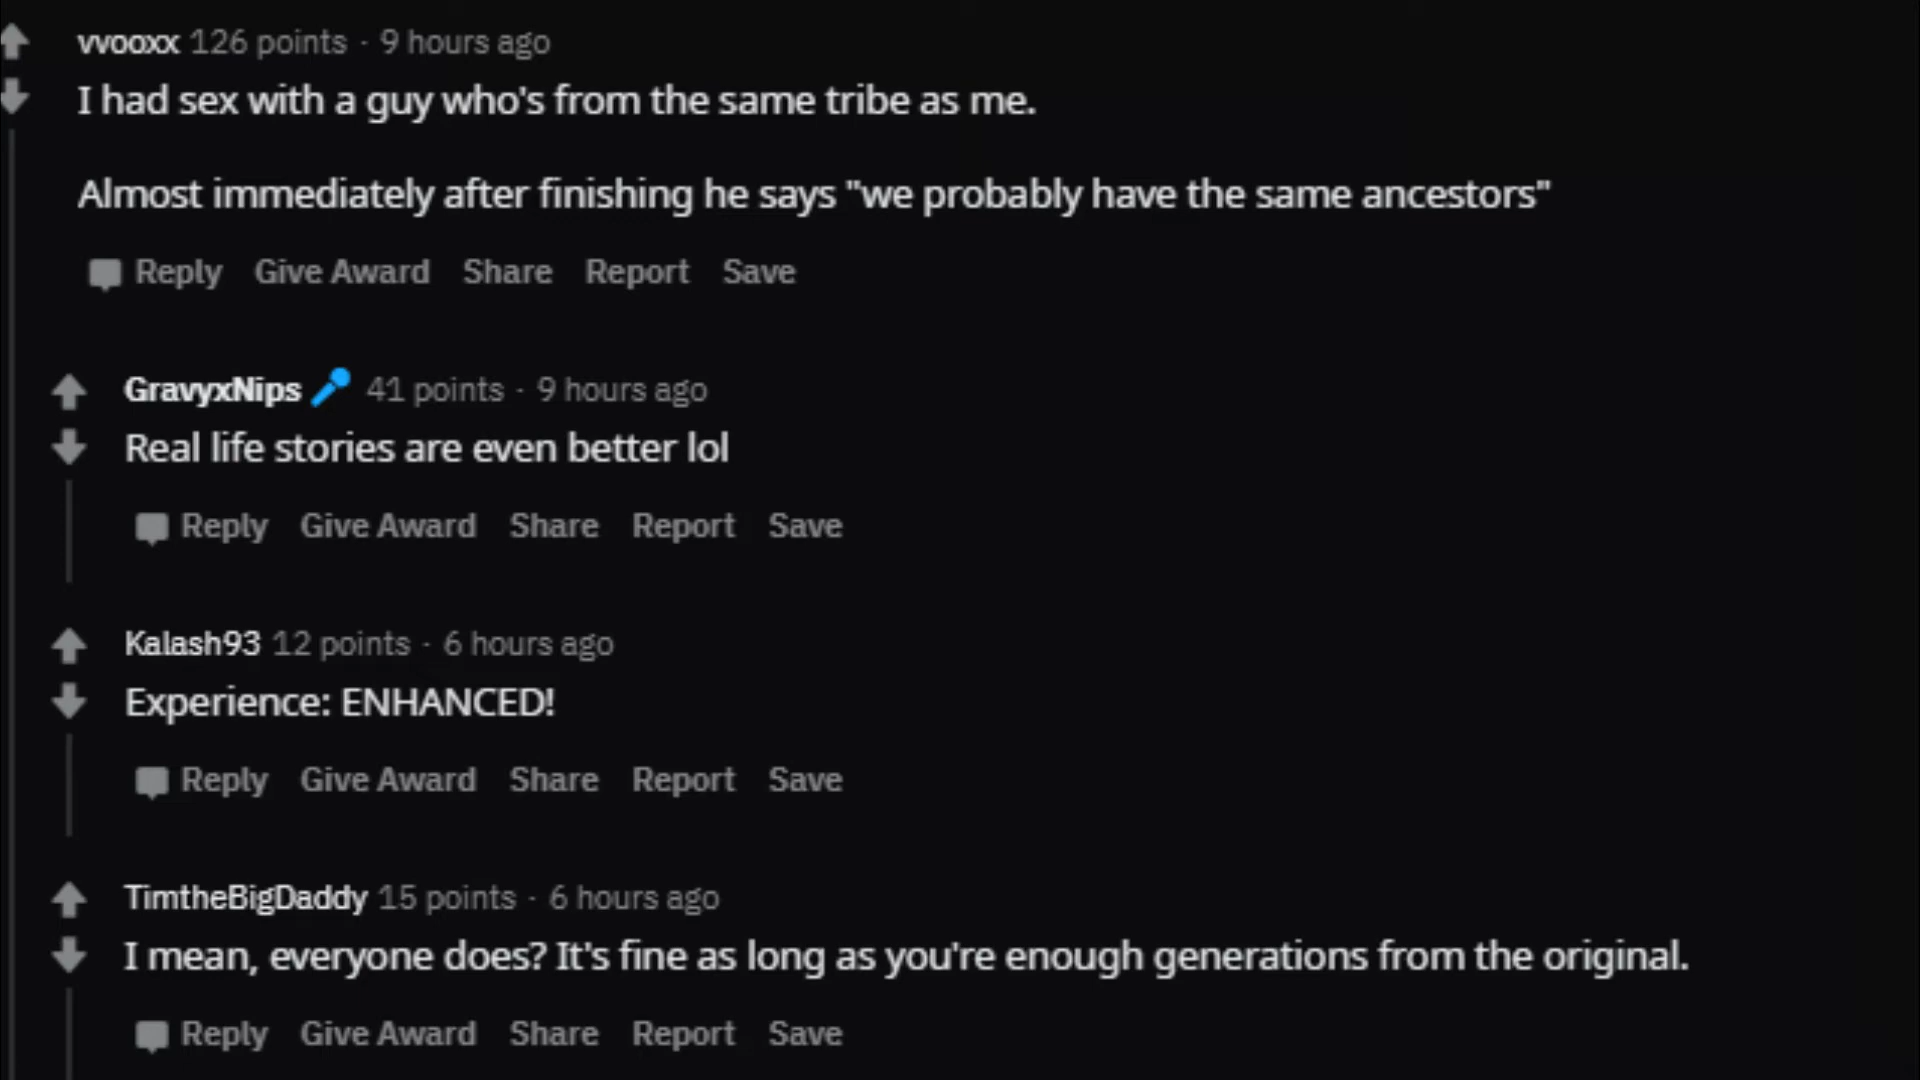 vvooxx 126 points · 9 hours ago
I had sex with a guy who's from the same tribe as me.
Almost immediately after finishing he says "we probably have the same ancestors"
Reply Give Award Share Report Save
GravyxNips 41 points · 9 hours ago
Real life stories are even better lol
Reply Give Award Share Report Save
Kalash93 12 points · 6 hours ago
Experience: ENHANCED!
Reply Give Award Share Report Save
TimtheBigDaddy 15 points · 6 hours ago
I mean, everyone does? It's fine as long as you're enough generations from the original.
Reply Give Award Share Report Save